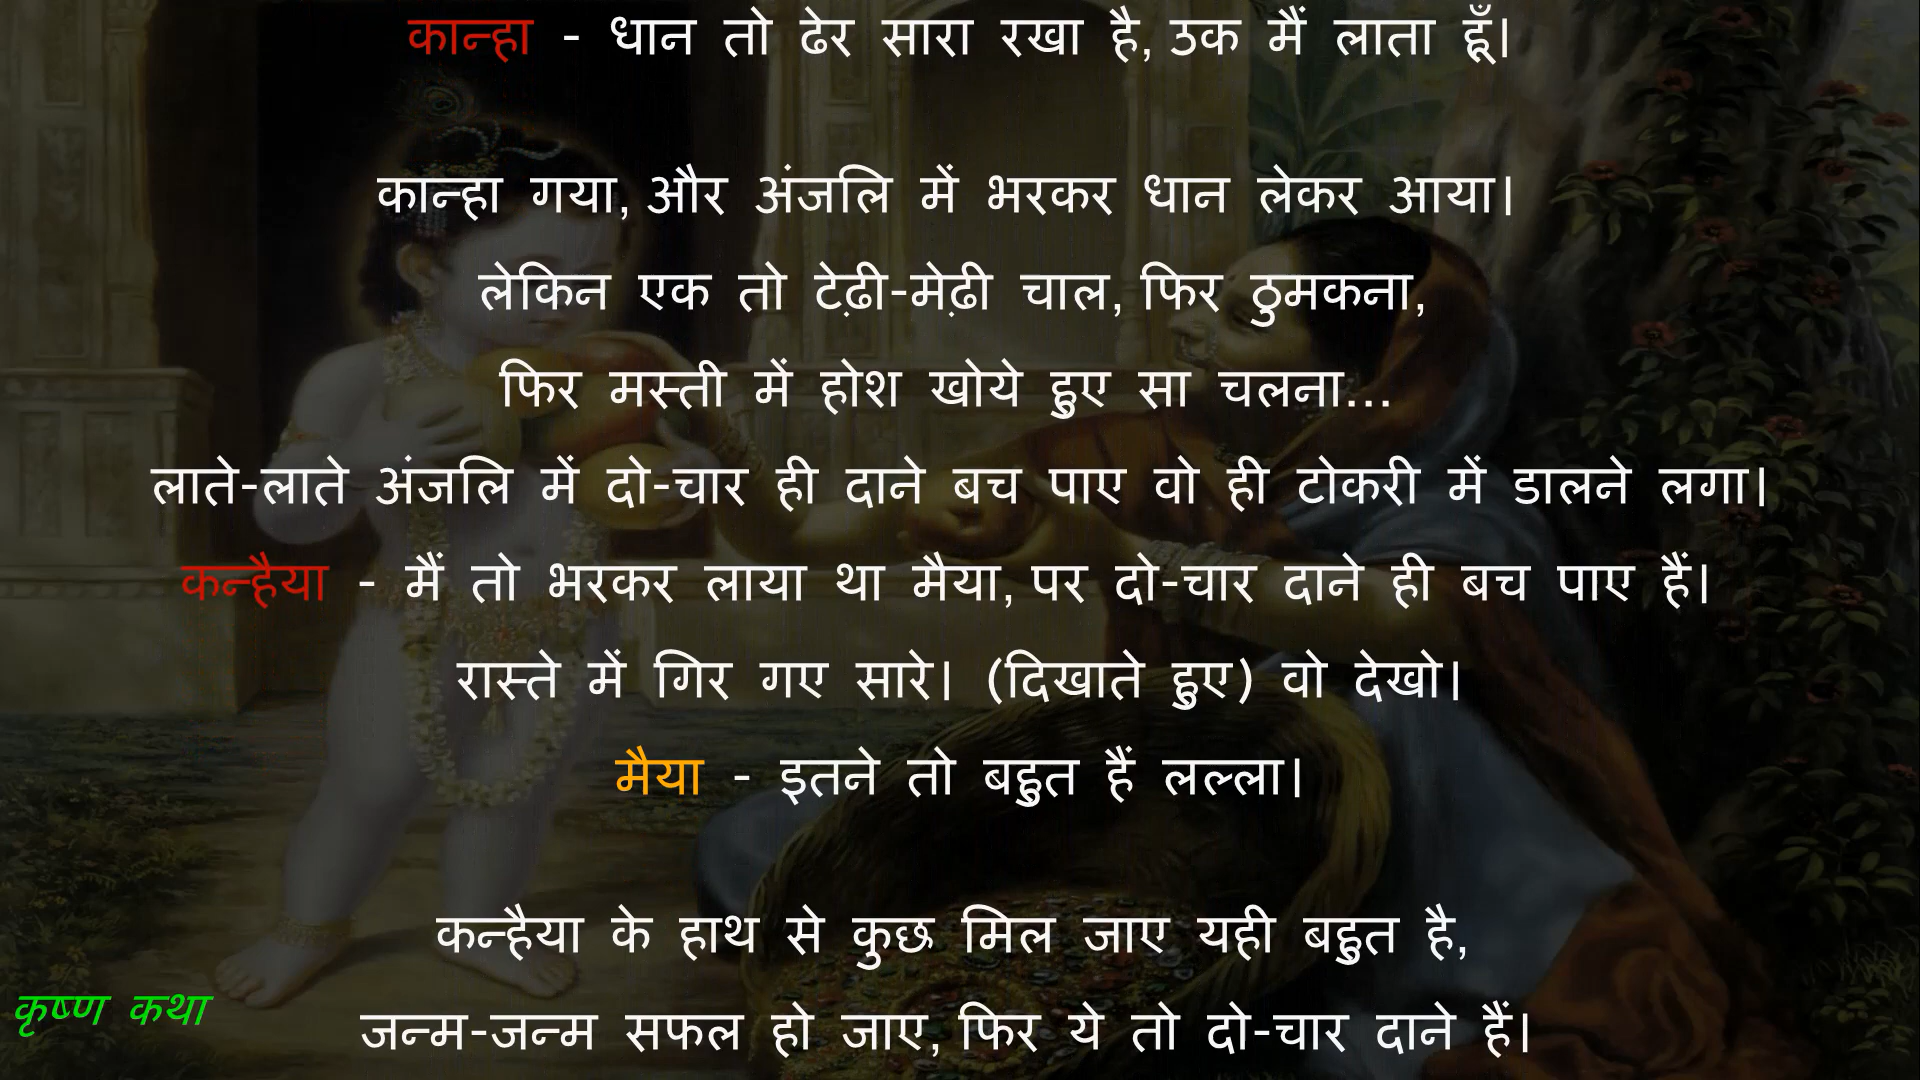 कान्हा - धान तो ढेर सारा रखा है, उक मैं लाता हूँ।
कान्हा गया, और अंजलि में भरकर धान लेकर आया।
लेकिन एक तो टेढ़ी-मेढ़ी चाल, फिर ठुमकना,
फिर मस्ती में होश खोये हुए सा चलना...
लाते-लाते अंजलि में दो-चार ही दाने बच पाए वो ही टोकरी में डालने लगा।
कन्हैया - मैं तो भरकर लाया था मैया, पर दो-चार दाने ही बच पाए हैं।
रास्ते में गिर गए सारे। (दिखाते हुए) वो देखो।
मैया - इतने तो बहुत हैं लल्ला।
कन्हैया के हाथ से कुछ मिल जाए यही बहुत है,
जन्म-जन्म सफल हो जाए, फिर ये तो दो-चार दाने हैं।
कृष्ण कथा